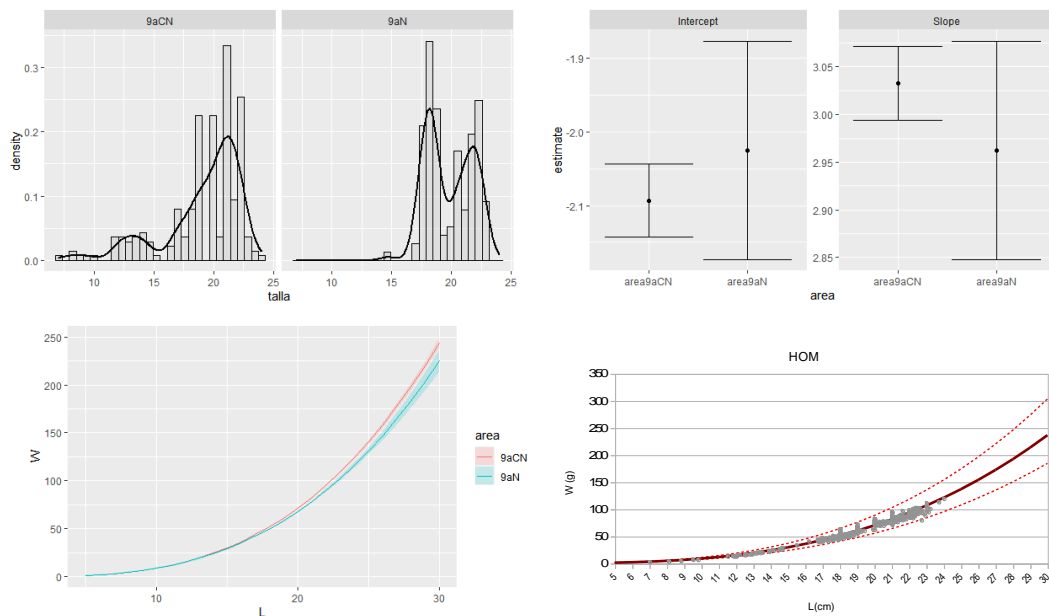 9aCN 9aN
0.3
0.2
0.1
0.0
density
10 15 20 25 10 15 20 25
talla
Intercept Slope
-1.9
-2.0
-2.1
estimate
3.05
3.00
2.95
2.90
2.85
area9aCN area9aN area9aCN area9aN
area
250
200
150
100
50
0
W
10 20 30
L
area
9aCN
9aN
HOM
350
300
250
200
150
100
50
0
W (g)
5 6 7 8 9 10 11 12 13 14 15 16 17 18 19 20 21 22 23 24 25 26 27 28 29 30
L(cm)